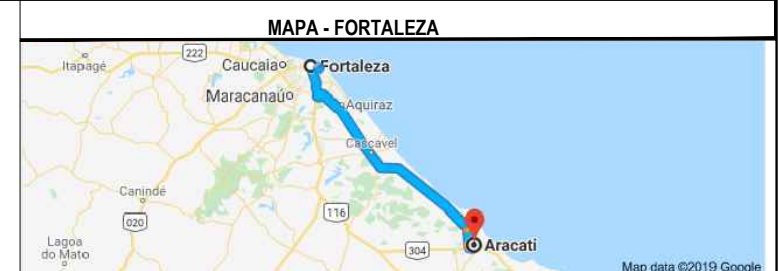 MAPA - FORTALEZA
222
Itapagé
Caucaia
Fortaleza
Maracanaú
Aquiraz
Cascavel
Canindé
020
116
Lagoa
do Mato
304
Aracati
Map data ©2019 Google